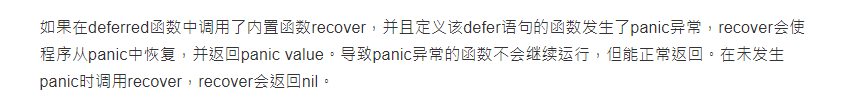 如果在deferred函数中调用了内置函数recover，并且定义该defer语句的函数发生了panic异常，recover会使
程序从panic中恢复，并返回panic value。导致panic异常的函数不会继续运行，但能正常返回。在未发生
panic时调用recover，recover会返回nil。